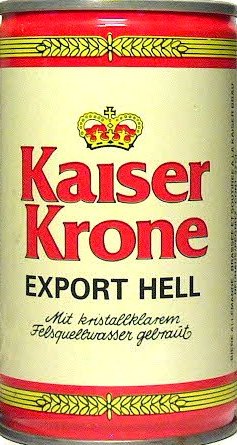 Kaiser
Krone
EXPORT HELL
Mit kristallklarem
Felsquellwasser gebraut